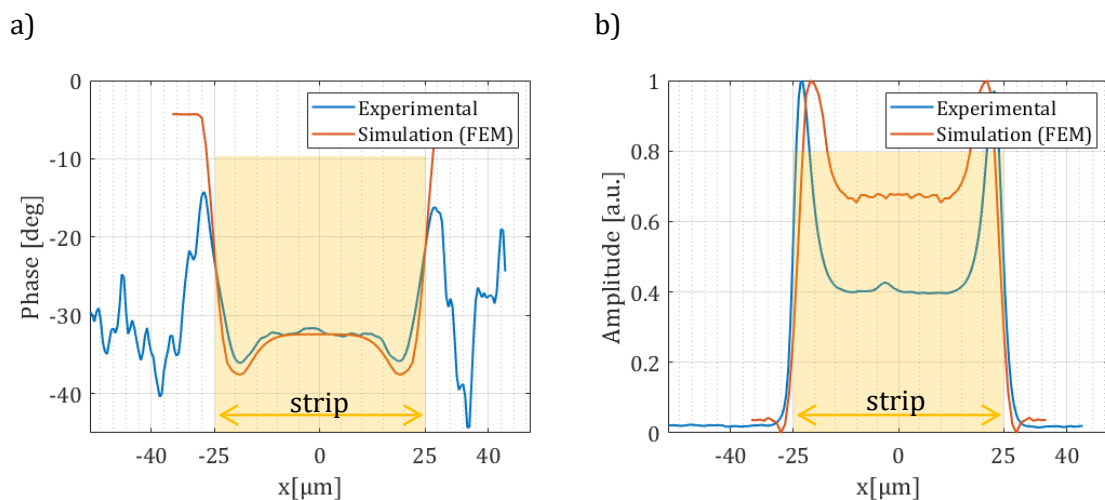 a)
0
-10
-20
-30
-40
Phase [deg]
-40
-25
0
25
40
x[μm]
Experimental
Simulation (FEM)
strip
b)
1
0.8
0.6
0.4
0.2
0
Amplitude [a.u.]
-40
-25
0
25
40
x[μm]
Experimental
Simulation (FEM)
strip